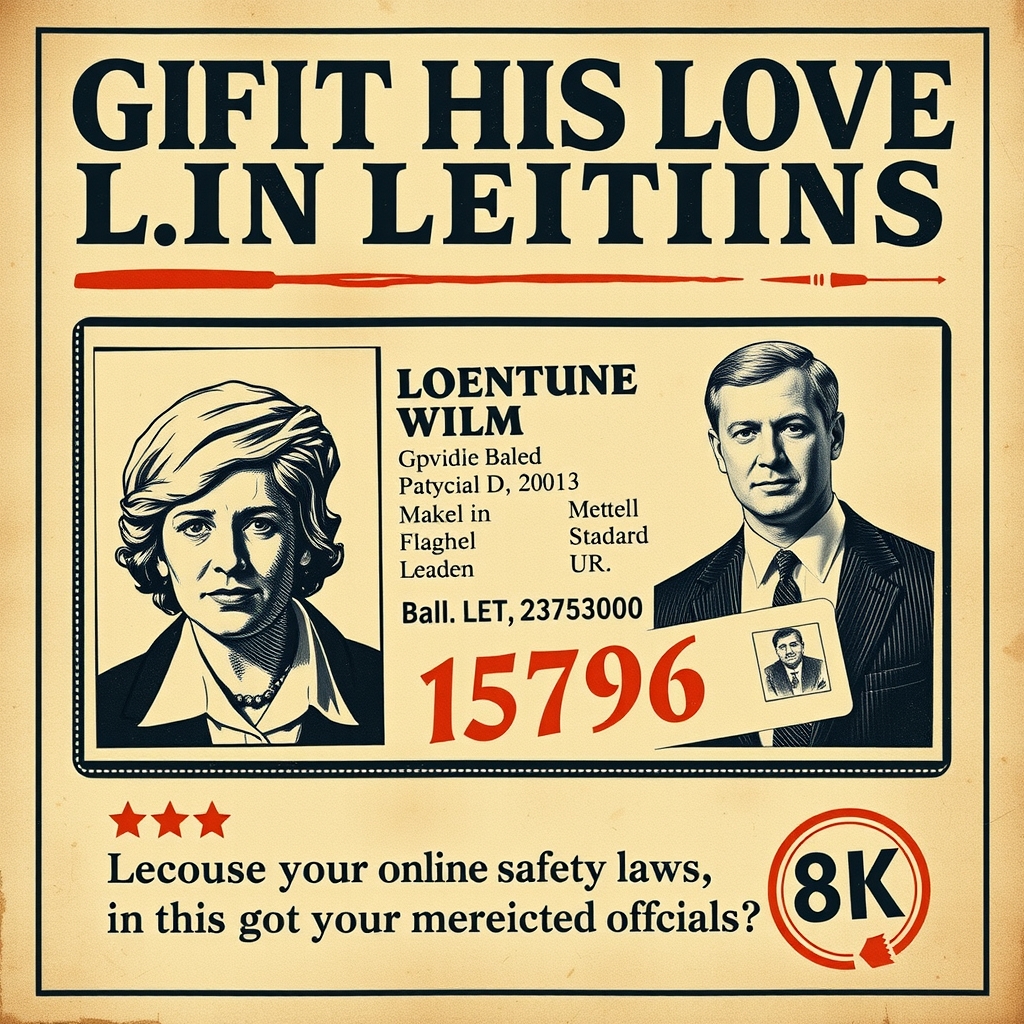 GIFIT HIS LOVE
L.IN LEITIINS
LOENTUNE
WILM
Gpvidie Baled
Patycial D, 20013
Makel in
Flaghel
Leaden
Mettell
Stadard
UR.
Ball. LET, 23753000
15796
Lecouse your online safety laws,
in this got your mereicted offcials?
8K